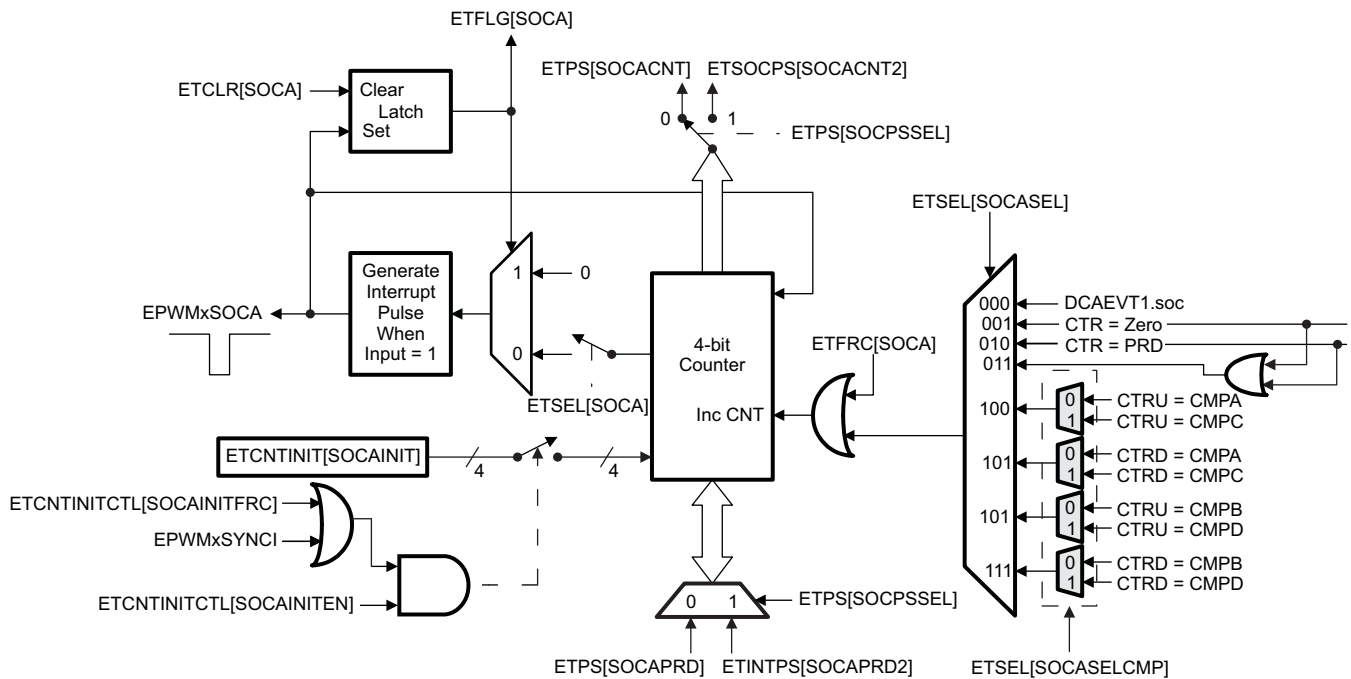 ETFLG[SOCA]
ETPS[SOCACNT] ETSOCPS[SOCACNT2]
ETCLR[SOCA]
Clear
Latch
Set
0 1
ETPS[SOCPSSEL]
ETSEL[SOCASEL]
Generate
Interrupt
Pulse
When
Input = 1
EPWMxSOCA
1
0
0
ETSEL[SOCA]
4-bit
Counter
Inc CNT
ETFRC[SOCA]
000
001
010
011
100
101
101
111
DCAEVT1.soc
CTR = Zero
CTR = PRD
0 CTRU = CMPA
1 CTRU = CMPC
0 CTRD = CMPA
1 CTRD = CMPC
0 CTRU = CMPB
1 CTRU = CMPD
0 CTRD = CMPB
1 CTRD = CMPD
ETCNTINIT[SOCAINIT]
4 4
ETCNTINITCTL[SOCAINITFRC]
EPWMxSYNCI
ETCNTINITCTL[SOCAINITEN]
0 1
ETPS[SOCPSSEL]
ETPS[SOCAPRD] ETINTPS[SOCAPRD2]
ETSEL[SOCASELCMP]